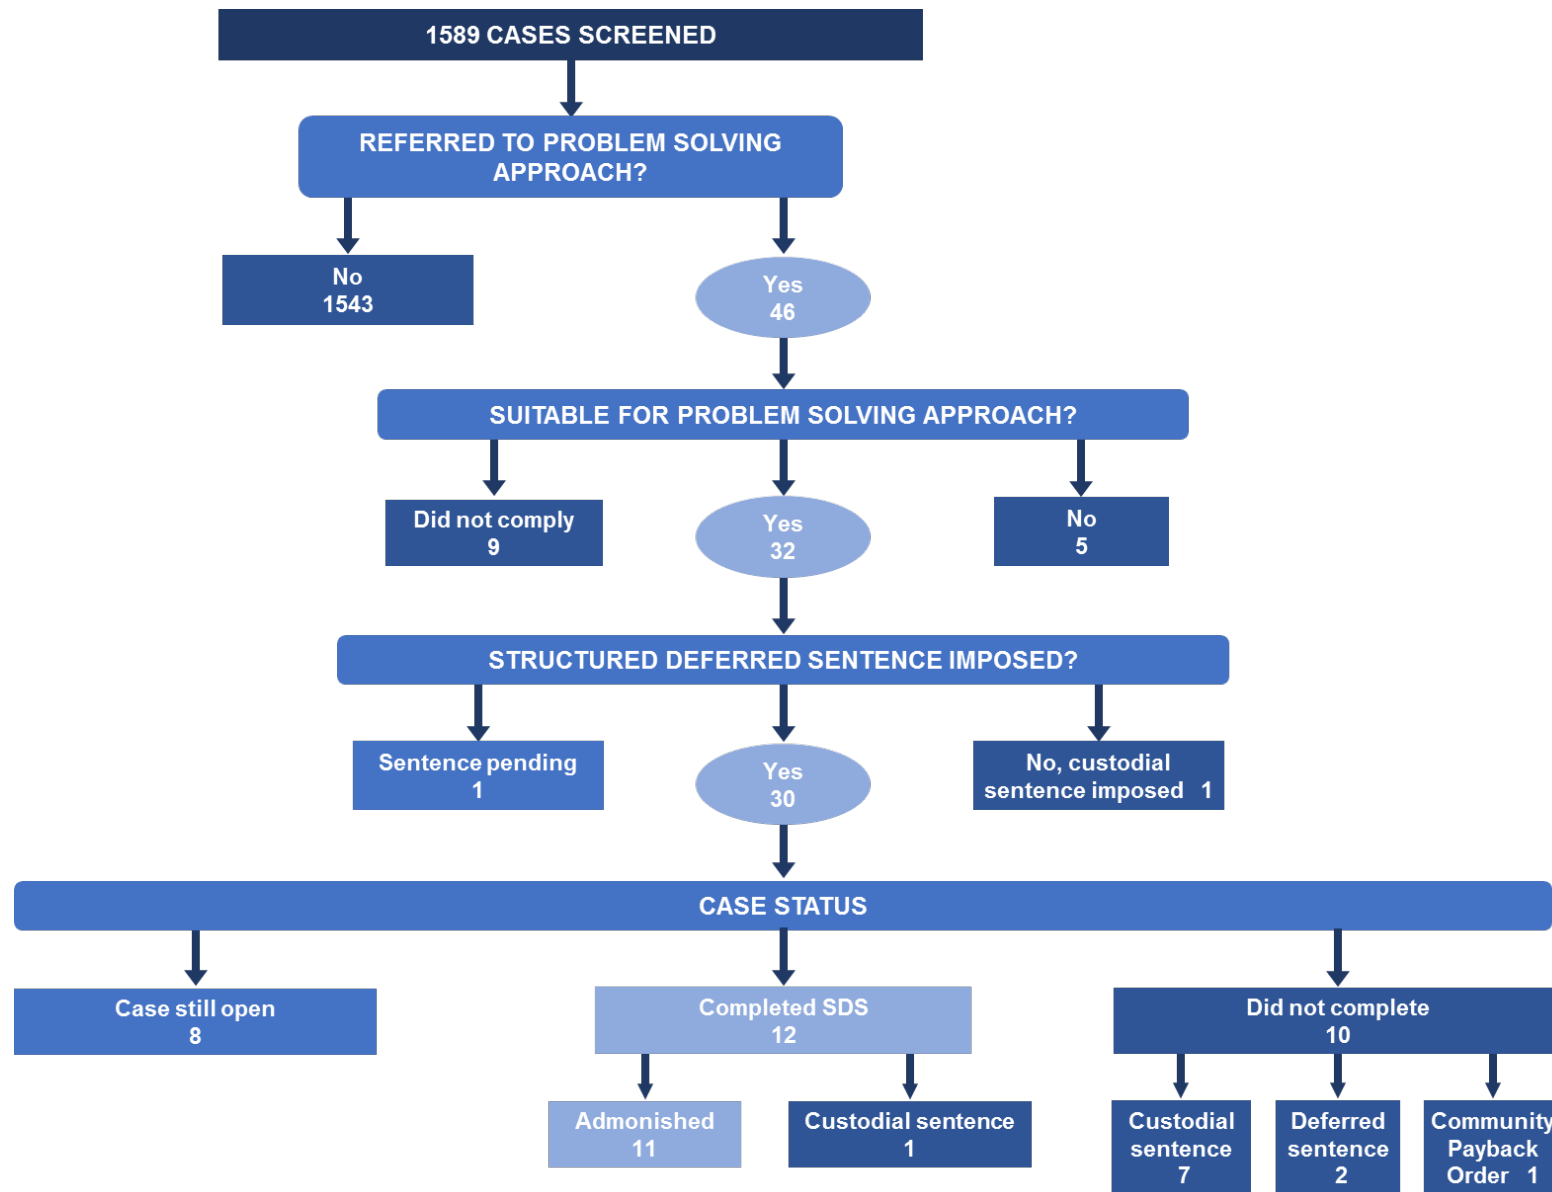 1589 CASES SCREENED
REFERRED TO PROBLEM SOLVING
APPROACH?
No
1543
Yes
46
SUITABLE FOR PROBLEM SOLVING APPROACH?
Did not comply
9
Yes
32
No
5
STRUCTURED DEFERRED SENTENCE IMPOSED?
Sentence pending
1
Yes
30
No, custodial
sentence imposed 1
CASE STATUS
Case still open
8
Completed SDS
12
Did not complete
10
Admonished
11
Custodial sentence
1
Custodial
sentence
7
Deferred
sentence
2
Community
Payback
Order 1